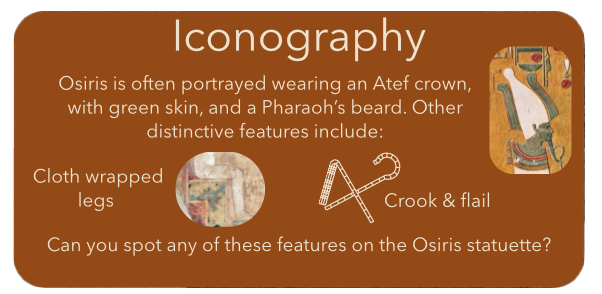 Iconography
Osiris is often portrayed wearing an Atef crown,
with green skin, and a Pharaoh's beard. Other
distinctive features include:
Cloth wrapped
legs
Crook & flail
Can you spot any of these features on the Osiris statuette?